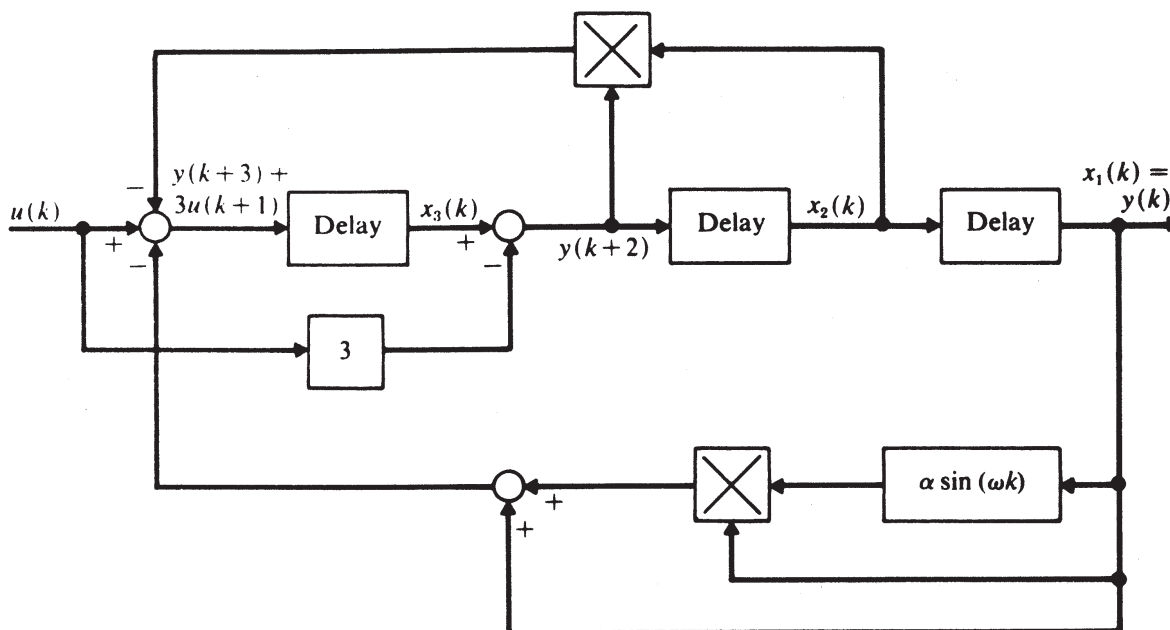 −
y(k+3) +
3u(k+1)
x₁(k) =
y(k)
u(k)
+
−
Delay
x₃(k)
+
−
y(k+2)
Delay
x₂(k)
Delay
3
α sin (ωk)
+
+